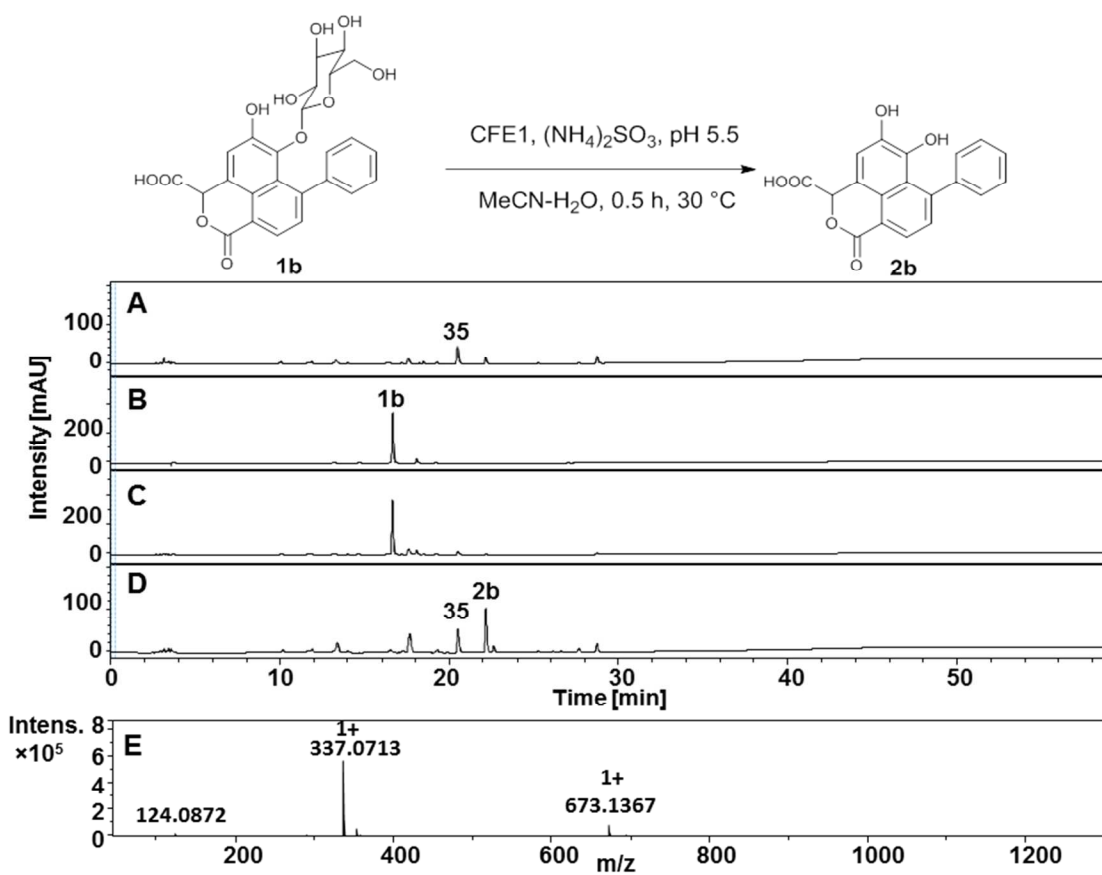 OH
OH
OH
OH
HO
O
OH
O
HOOC
O
O
1b
CFE1, (NH4)2SO3, pH 5.5
MeCN-H2O, 0.5 h, 30 °C
OH
OH
HOOC
O
O
2b
Intensity [mAU]
A
100
0
35
B
200
0
1b
C
200
0
D
100
0
35
2b
0 10 20 30 40 50
Time [min]
Intens.
×10⁵
E
8
6
4
2
0
1+
337.0713
124.0872
1+
673.1367
200 400 600 800 1000 1200
m/z